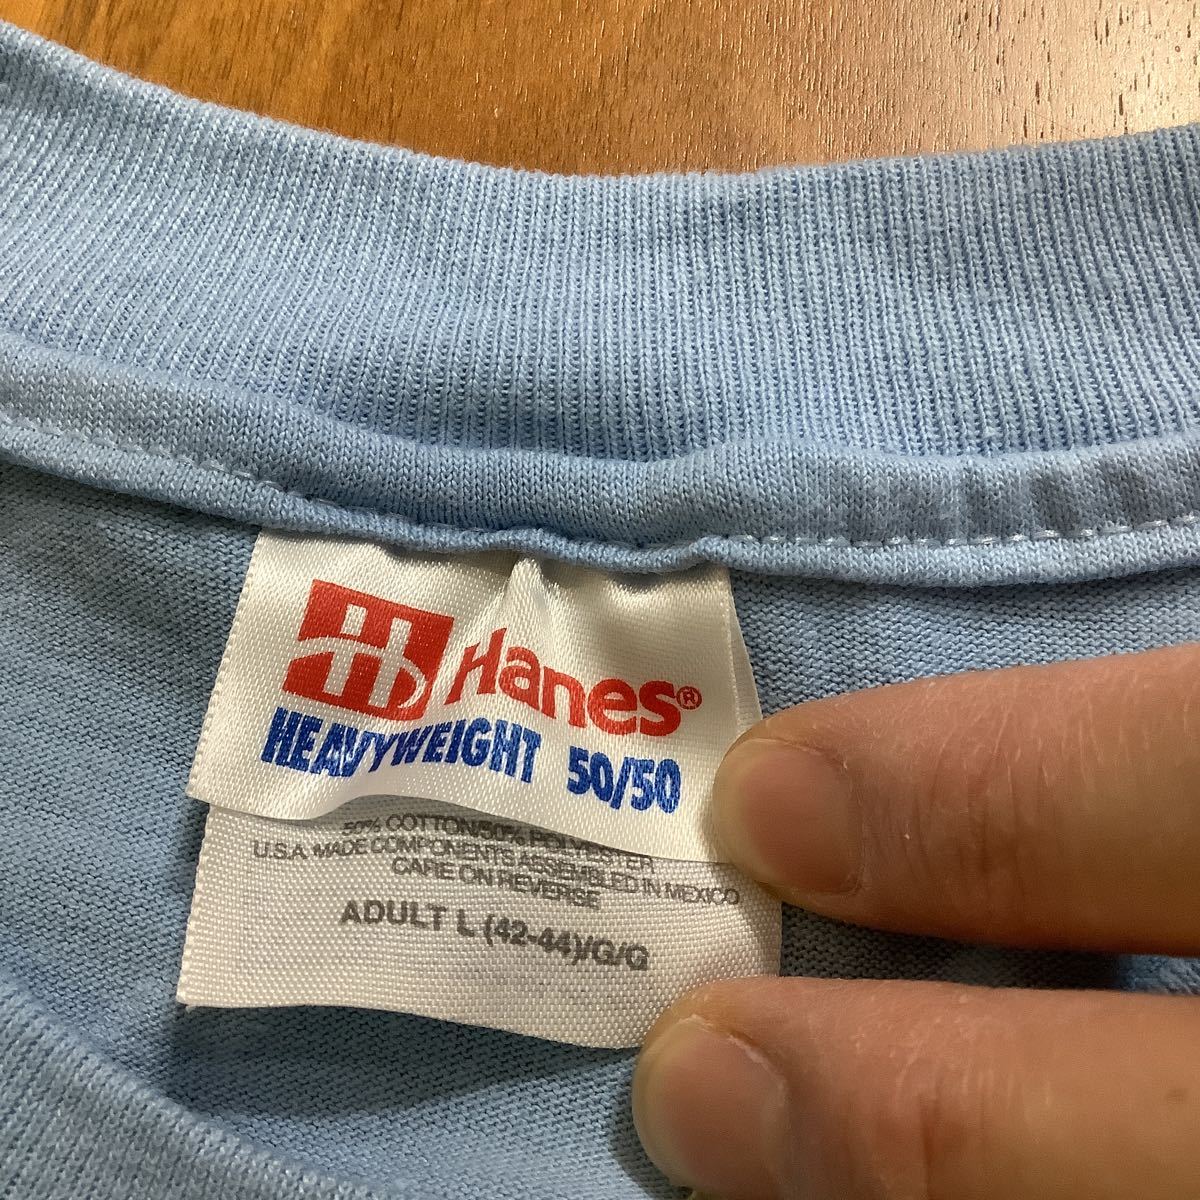 Hanes®
HEAVYWEIGHT 50/50
50% COTTON/50% POLYESTER
U.S.A. MADE COMPONENTS ASSEMBLED IN MEXICO
CARE ON REVERSE
ADULT L (42-44)/G/G